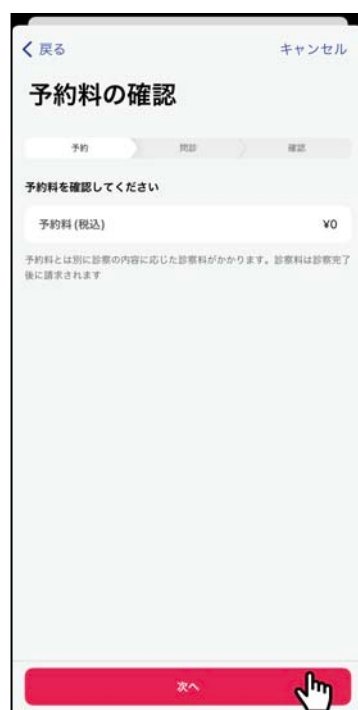 戻る
キャンセル
予約料の確認
予約
問診
確認
予約料を確認してください
予約料 (税込)
¥0
予約料とは別に診察の内容に応じた診察料がかかります。診察料は診察完了
後に請求されます
次へ